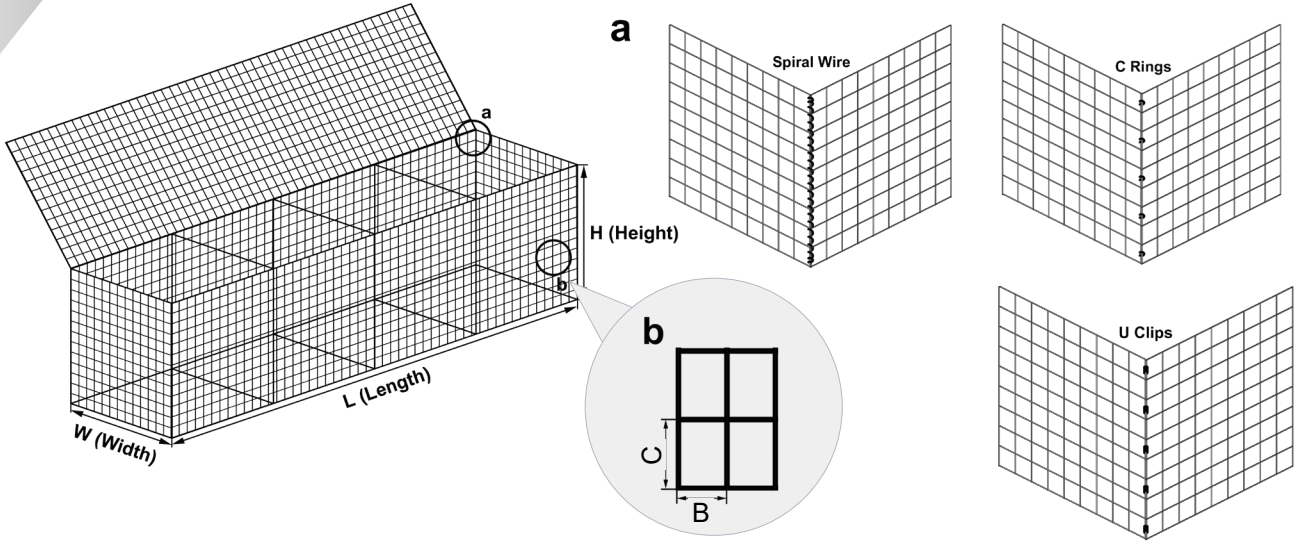 a
b
H (Height)
L (Length)
W (Width)
a
Spiral Wire
C Rings
U Clips
b
C
B